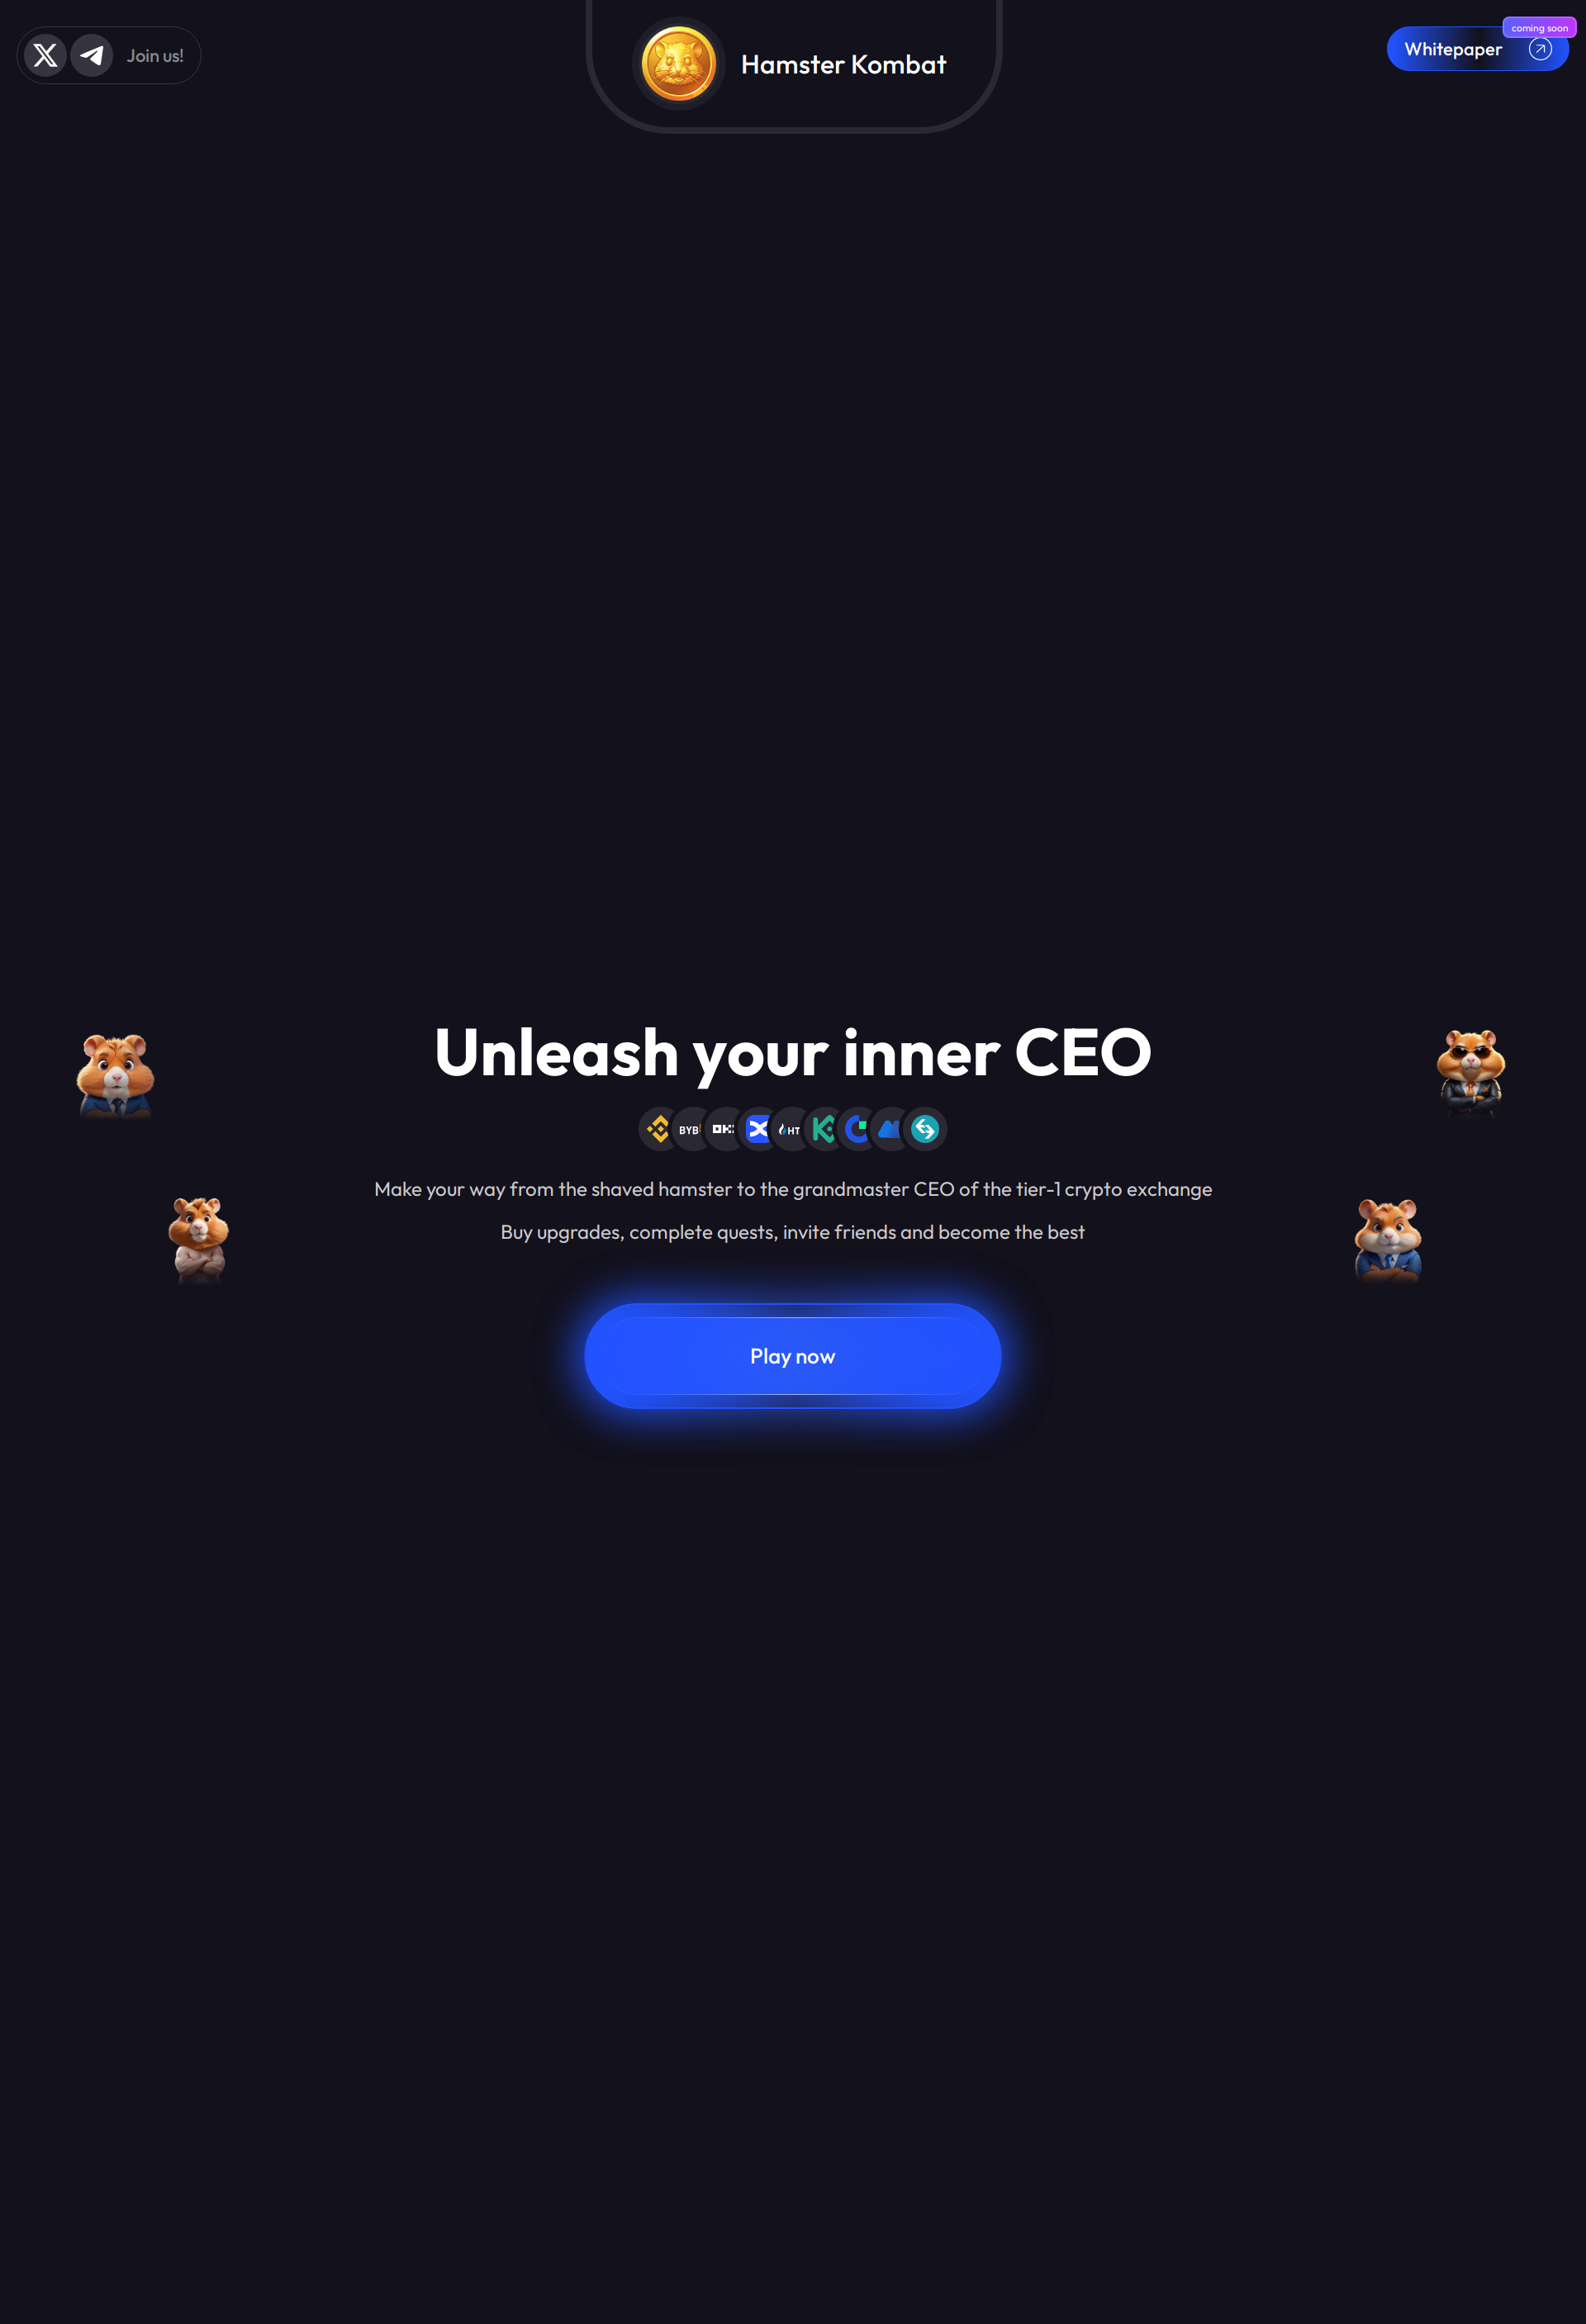 Join us!
Hamster Kombat
coming soon
Whitepaper
Unleash your inner CEO
HT
Make your way from the shaved hamster to the grandmaster CEO of the tier-1 crypto exchange
Buy upgrades, complete quests, invite friends and become the best
Play now